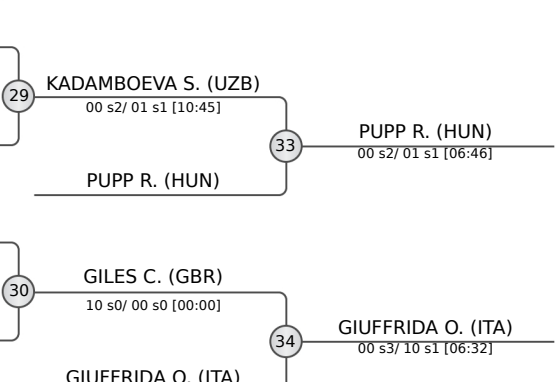 KADAMBOEVA S. (UZB)
29
00 s2/ 01 s1 [10:45]
PUPP R. (HUN)
33
00 s2/ 01 s1 [06:46]
PUPP R. (HUN)
GILES C. (GBR)
30
10 s0/ 00 s0 [00:00]
GIUFFRIDA O. (ITA)
34
00 s3/ 10 s1 [06:32]
GIUFFRIDA O. (ITA)